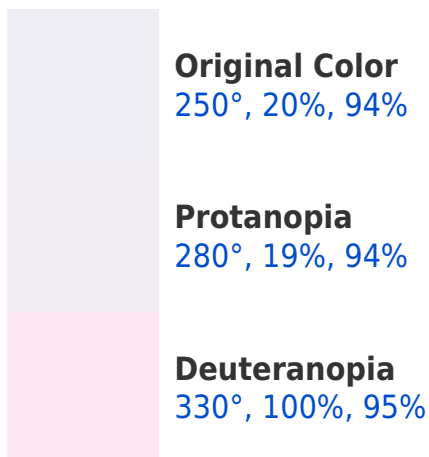 Original Color
250°, 20%, 94%
Protanopia
280°, 19%, 94%
Deuteranopia
330°, 100%, 95%